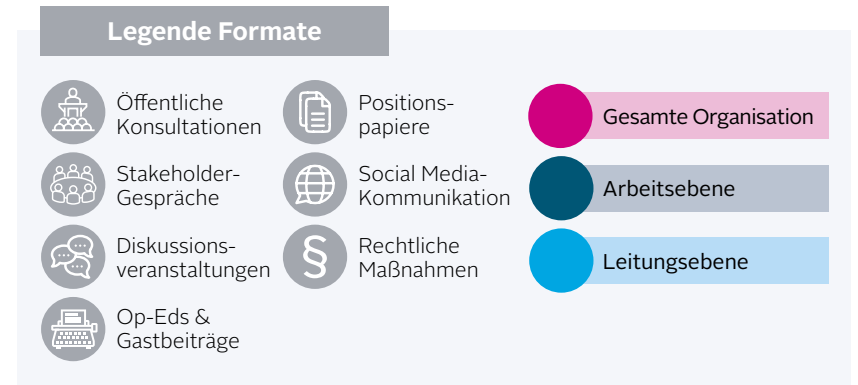 Legende Formate
Öffentliche
Konsultationen
Stakeholder-
Gespräche
Diskussions-
veranstaltungen
Op-Eds &
Gastbeiträge
Positions-
papiere
Social Media-
Kommunikation
§
Rechtliche
Maßnahmen
Gesamte Organisation
Arbeitsebene
Leitungsebene